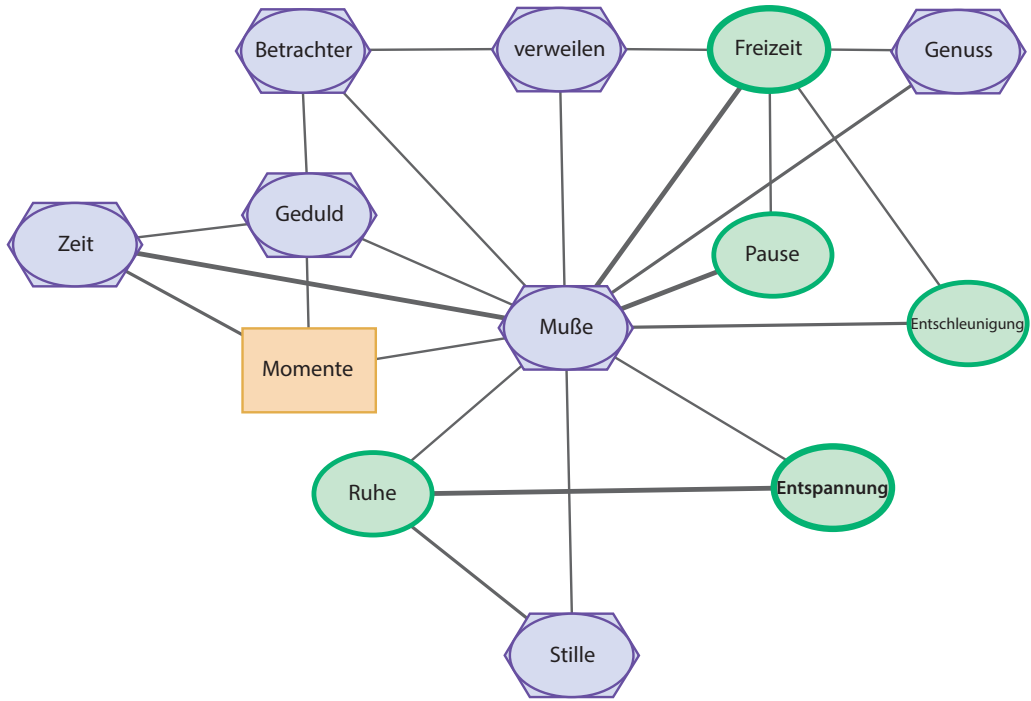 Betrachter
verweilen
Freizeit
Genuss
Geduld
Zeit
Pause
Muße
Entschleunigung
Momente
Ruhe
Entspannung
Stille